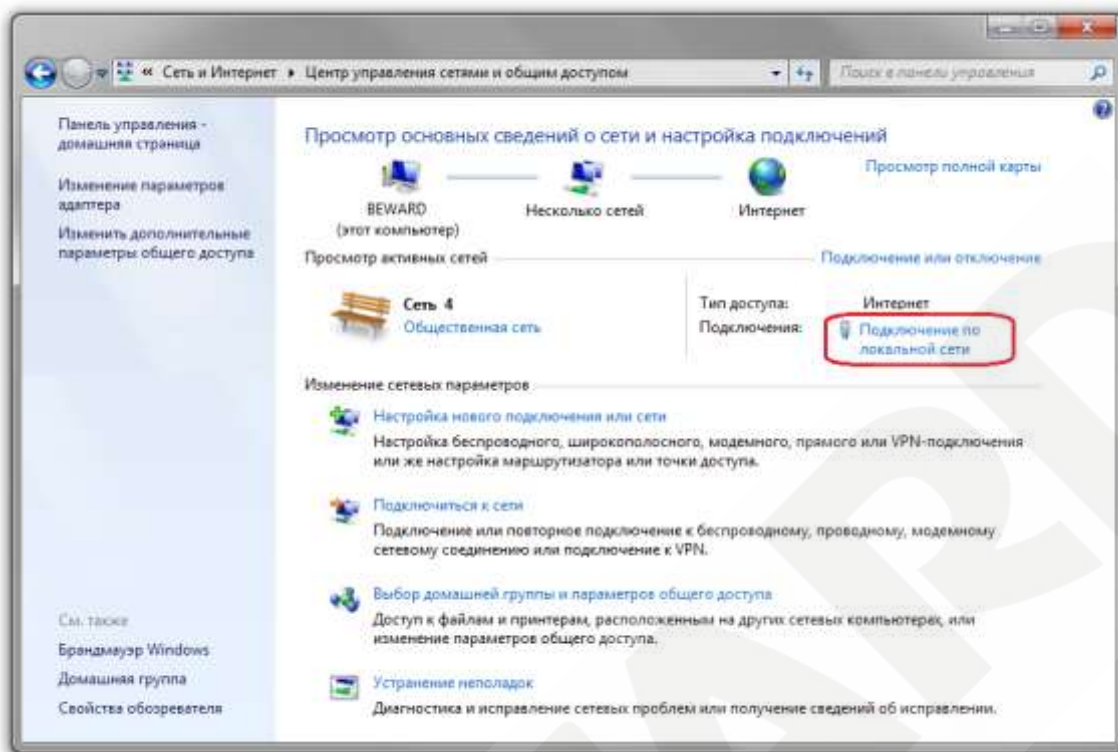 « Сеть и Интернет ▸ Центр управления сетями и общим доступом
Поиск в панели управления
Панель управления -
домашняя страница
Изменение параметров
адаптера
Изменить дополнительные
параметры общего доступа
Просмотр основных сведений о сети и настройка подключений
Просмотр полной карты
BEWARD
(этот компьютер)
Несколько сетей
Интернет
Просмотр активных сетей
Подключение или отключение
Сеть 4
Общественная сеть
Тип доступа: Интернет
Подключения: Подключение по
локальной сети
Изменение сетевых параметров
Настройка нового подключения или сети
Настройка беспроводного, широкополосного, модемного, прямого или VPN-подключения
или же настройка маршрутизатора или точки доступа.
Подключиться к сети
Подключение или повторное подключение к беспроводному, проводному, модемному
сетевому соединению или подключение к VPN.
Выбор домашней группы и параметров общего доступа
Доступ к файлам и принтерам, расположенным на других сетевых компьютерах, или
изменение параметров общего доступа.
Устранение неполадок
Диагностика и исправление сетевых проблем или получение сведений об исправлении.
См. также
Брандмауэр Windows
Домашняя группа
Свойства обозревателя